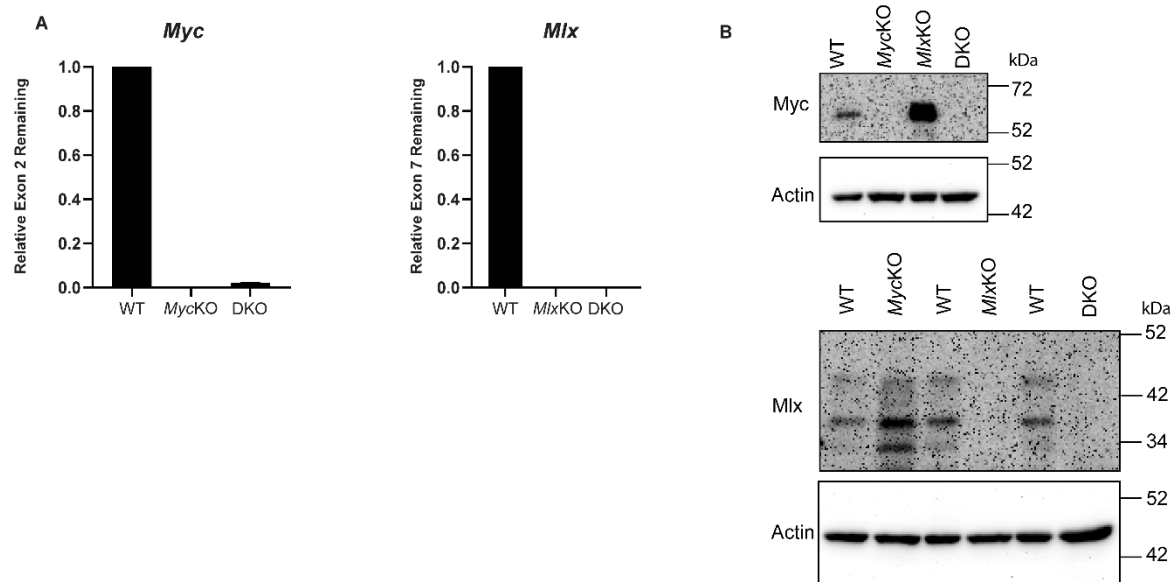 A
Myc
Relative Exon 2 Remaining
1.0
0.8
0.6
0.4
0.2
0.0
WT MycKO DKO
Mlx
Relative Exon 7 Remaining
1.0
0.8
0.6
0.4
0.2
0.0
WT MlxKO DKO
B
WT MycKO MlxKO DKO kDa
Myc
72
52
Actin
52
42
WT MycKO WT MlxKO WT DKO kDa
Mlx
52
42
34
Actin
52
42